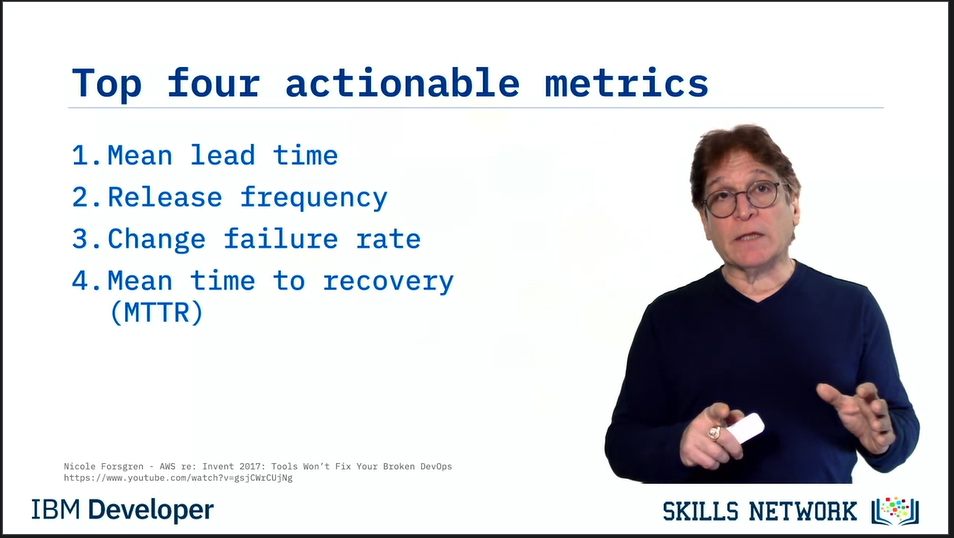 Top four actionable metrics
1. Mean lead time
2. Release frequency
3. Change failure rate
4. Mean time to recovery
(MTTR)
Nicole Forsgren - AWS re: Invent 2017: Tools Won't Fix Your Broken DevOps
https://www.youtube.com/watch?v=gsjCWrCUjNg
IBM Developer
SKILLS NETWORK